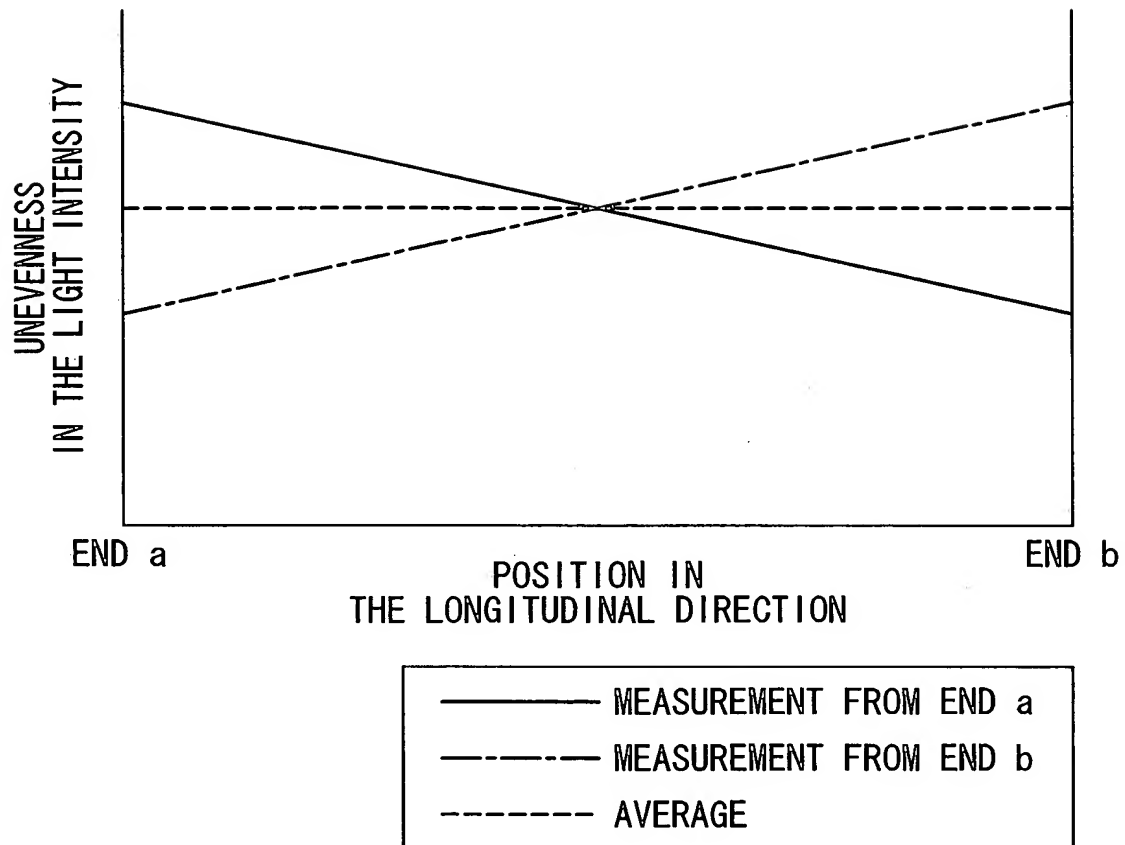 UNEVENNESS
IN THE LIGHT INTENSITY
END a
END b
POSITION IN
THE LONGITUDINAL DIRECTION
MEASUREMENT FROM END a
MEASUREMENT FROM END b
AVERAGE